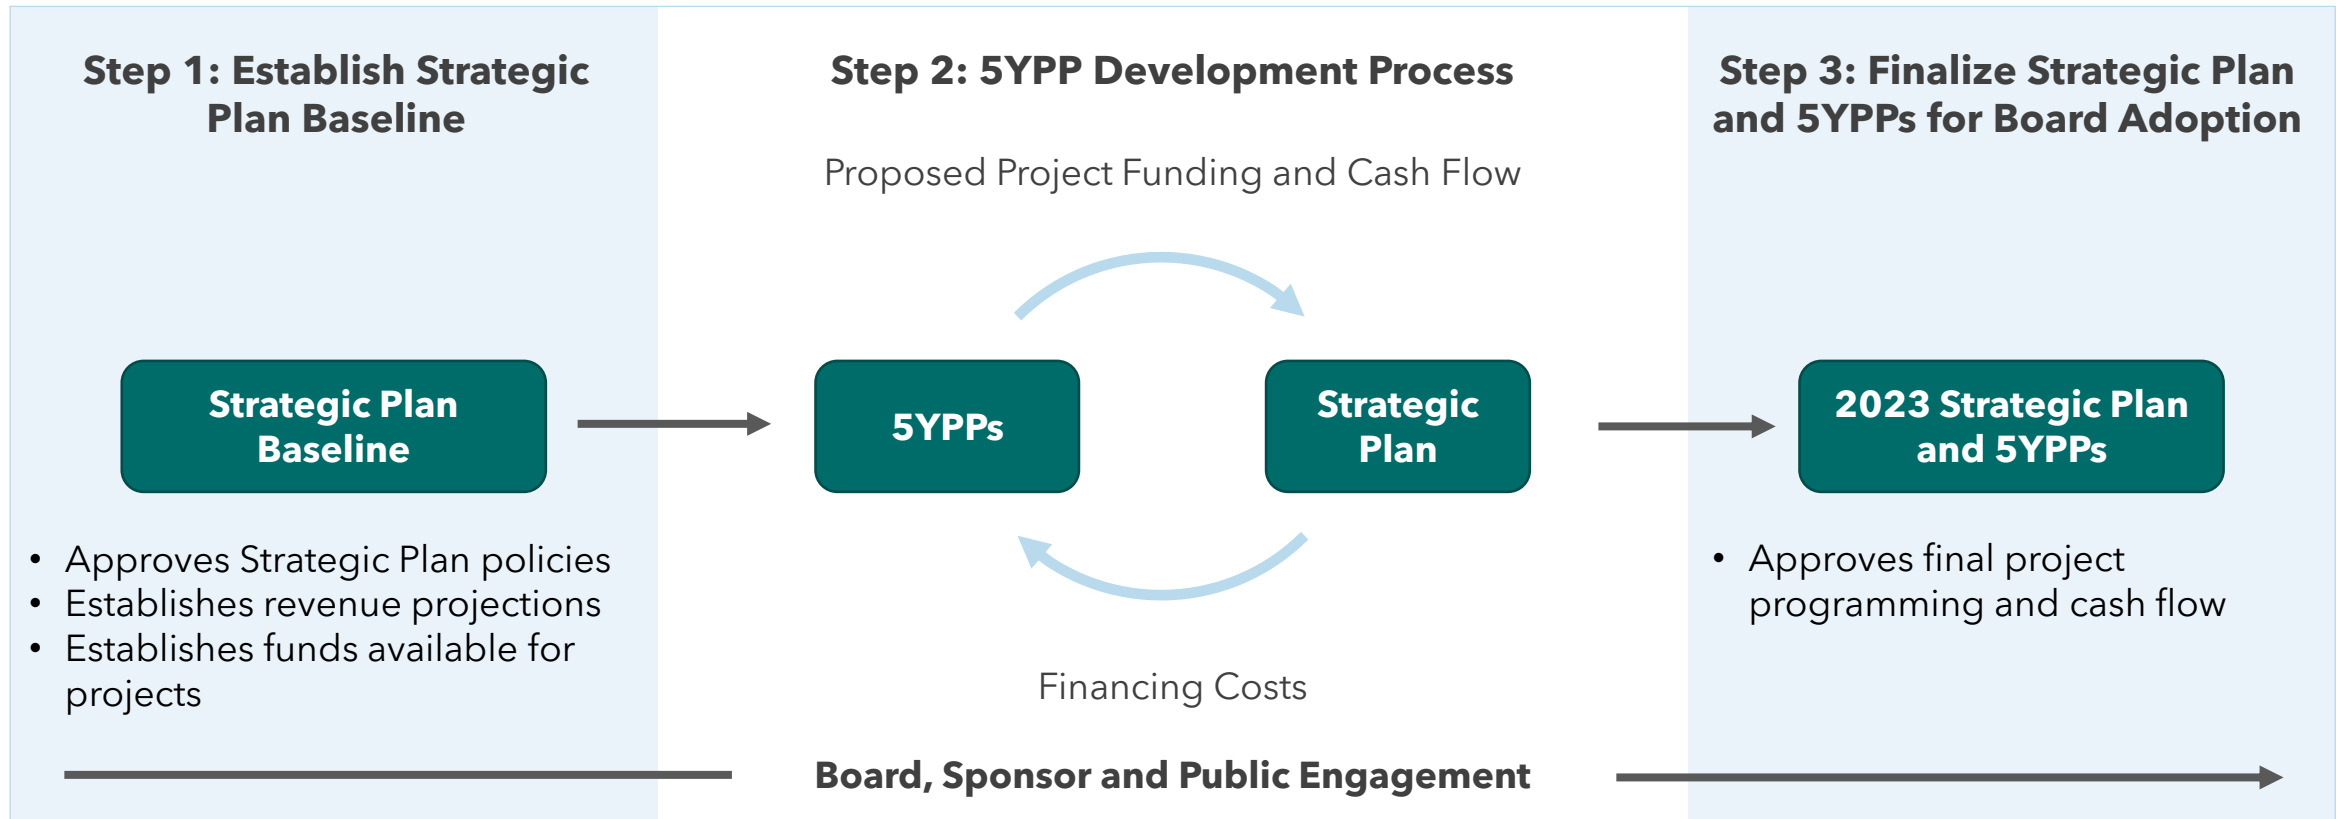 Step 1: Establish Strategic
Plan Baseline
Strategic Plan
Baseline
• Approves Strategic Plan policies
• Establishes revenue projections
• Establishes funds available for
projects
Step 2: 5YPP Development Process
Proposed Project Funding and Cash Flow
5YPPs
Strategic
Plan
Financing Costs
Step 3: Finalize Strategic Plan
and 5YPPs for Board Adoption
2023 Strategic Plan
and 5YPPs
• Approves final project
programming and cash flow
Board, Sponsor and Public Engagement